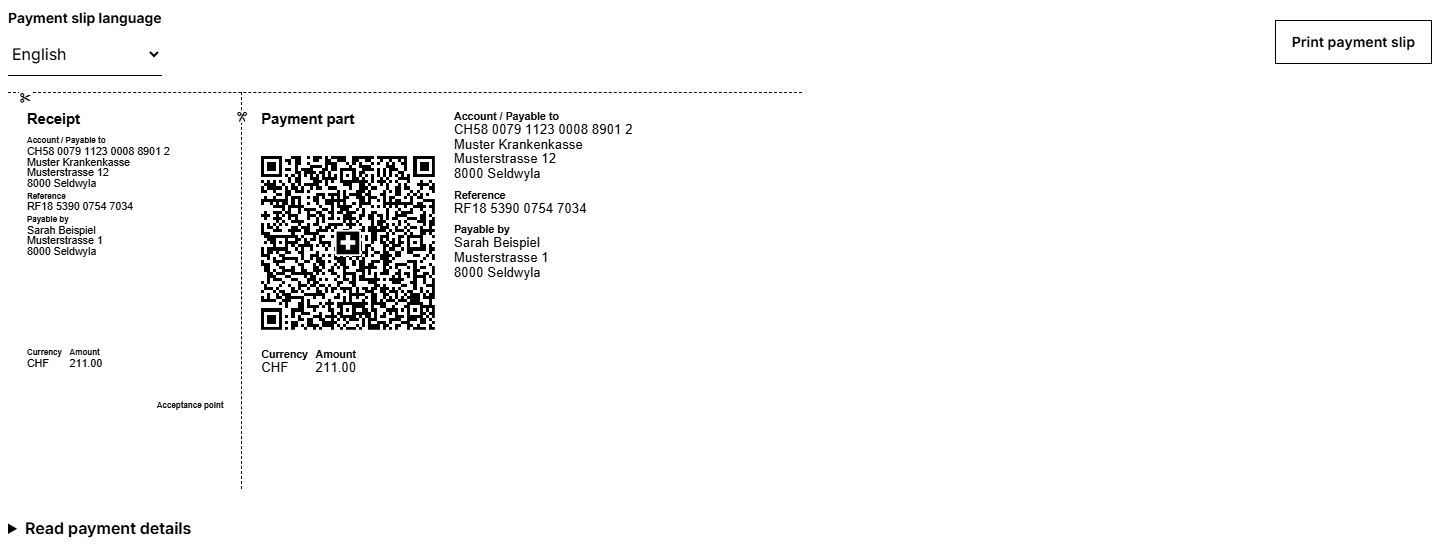 Payment slip language
English
Print payment slip
Receipt
Account / Payable to
CH58 0079 1123 0008 8901 2
Muster Krankenkasse
Musterstrasse 12
8000 Seldwyla
Reference
RF18 5390 0754 7034
Payable by
Sarah Beispiel
Musterstrasse 1
8000 Seldwyla
Currency Amount
CHF 211.00
Acceptance point
Payment part
Currency Amount
CHF 211.00
Account / Payable to
CH58 0079 1123 0008 8901 2
Muster Krankenkasse
Musterstrasse 12
8000 Seldwyla
Reference
RF18 5390 0754 7034
Payable by
Sarah Beispiel
Musterstrasse 1
8000 Seldwyla
Read payment details